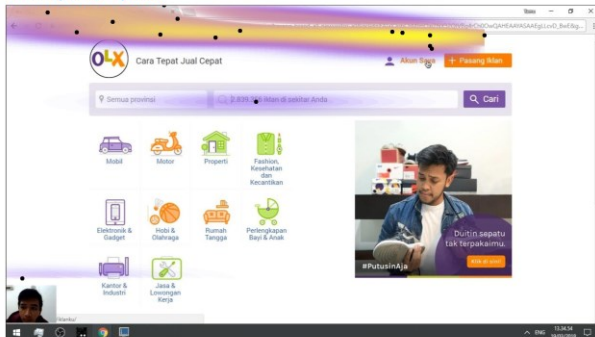 OLX
Cara Tepat Jual Cepat
Akun Saya
+ Pasang Iklan
Semua provinsi
iklan di sekitar Anda
Cari
Mobil
Motor
Properti
Fashion,
Kesehatan
dan
Kecantikan
Elektronik &
Gadget
Hobi &
Olahraga
Rumah
Tangga
Perlengkapan
Bayi & Anak
Kantor &
Industri
Jasa &
Lowongan
Kerja
Duitin sepatu
tak terpakaimu.
#PutusinAja
Klik di sini!
ENG
13.34.54